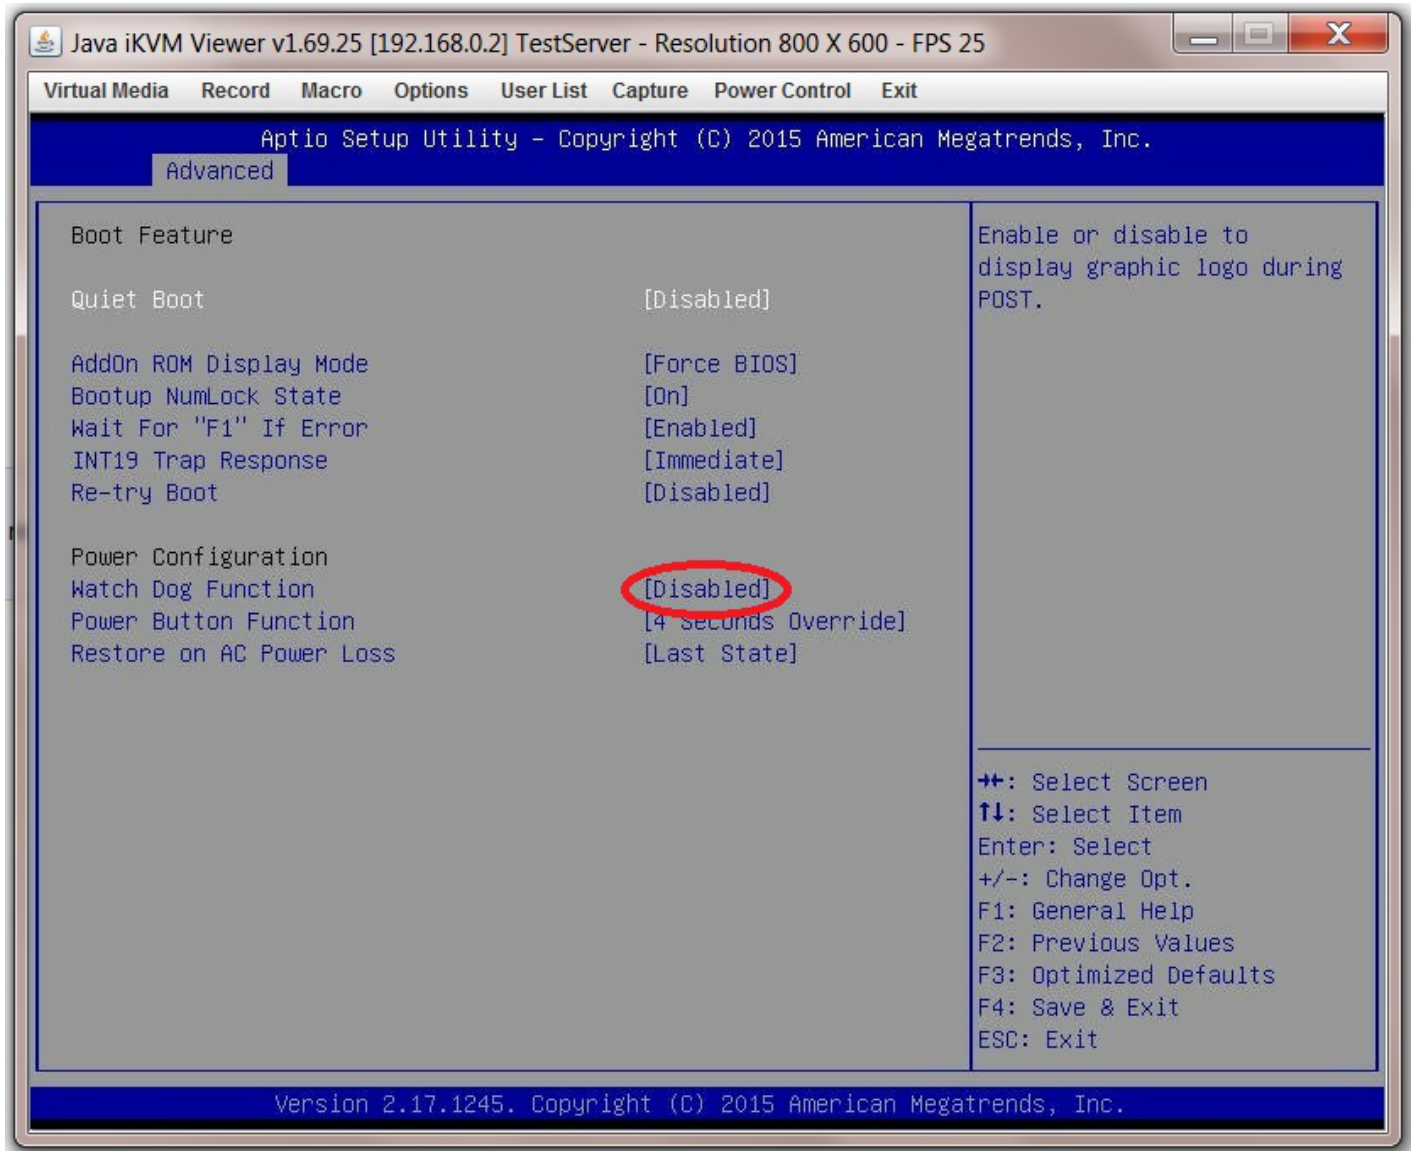 Java iKVM Viewer v1.69.25 [192.168.0.2] TestServer - Resolution 800 X 600 - FPS 25
Virtual Media Record Macro Options User List Capture Power Control Exit
Aptio Setup Utility – Copyright (C) 2015 American Megatrends, Inc.
Advanced
Boot Feature
Quiet Boot [Disabled]
AddOn ROM Display Mode [Force BIOS]
Bootup NumLock State [On]
Wait For "F1" If Error [Enabled]
INT19 Trap Response [Immediate]
Re-try Boot [Disabled]
Power Configuration
Watch Dog Function [Disabled]
Power Button Function [4 Seconds Override]
Restore on AC Power Loss [Last State]
Enable or disable to
display graphic logo during
POST.
→←: Select Screen
↑↓: Select Item
Enter: Select
+/-: Change Opt.
F1: General Help
F2: Previous Values
F3: Optimized Defaults
F4: Save & Exit
ESC: Exit
Version 2.17.1245. Copyright (C) 2015 American Megatrends, Inc.